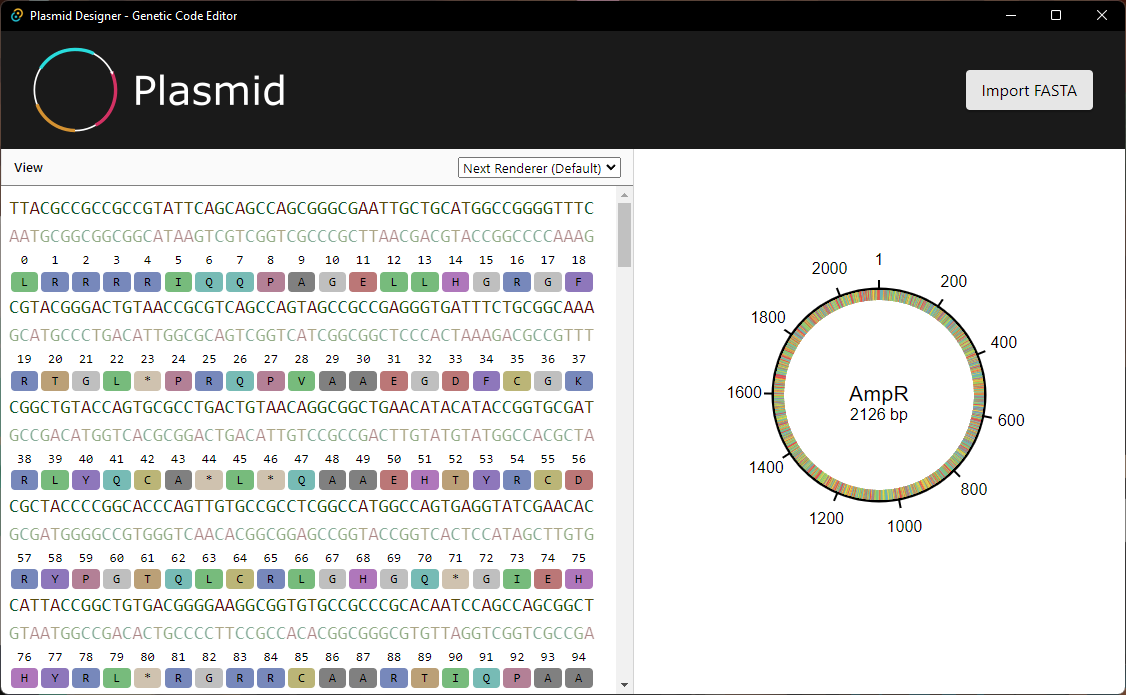 Plasmid Designer - Genetic Code Editor
Plasmid
Import FASTA
View
Next Renderer (Default)
TTACGCCGCCGCCGTATTCAGCAGCCAGCGGGCGAATTGCTGCATGGCCGGGGTTTC
AATGCGGCGGCGGCATAAGTCGTCGGTCGCCCGCTTAACGACGTACCGGCCCCAAAG
0 1 2 3 4 5 6 7 8 9 10 11 12 13 14 15 16 17 18
L R R R R I Q Q P A G E L L H G R G F
CGTACGGGACTGTAACCGCGTCAGCCAGTAGCCGCCGAGGGTGATTTCTGCGGCAAA
GCATGCCCTGACATTGGCGCAGTCGGTCATCGGCGGCTCCCACTAAAGACGCCGTTT
19 20 21 22 23 24 25 26 27 28 29 30 31 32 33 34 35 36 37
R T G L * P R Q P V A A E G D F C G K
CGGCTGTACCAGTGCGCCTGACTGTAACAGGCGGCTGAACATACATACCGGTGCGAT
GCCGACATGGTCACGCGGACTGACATTGTCCGCCGACTTGTATGTATGGCCACGCTA
38 39 40 41 42 43 44 45 46 47 48 49 50 51 52 53 54 55 56
R L Y Q C A * L * Q A A E H T Y R C D
CGCTACCCCGGCACCCAGTTGTGCCGCCTCGGCCATGGCCAGTGAGGTATCGAACAC
GCGATGGGGCCGTGGGTCAACACGGCGGAGCCGGTACCGGTCACTCCATAGCTTGTG
57 58 59 60 61 62 63 64 65 66 67 68 69 70 71 72 73 74 75
R Y P G T Q L C R L G H G Q * G I E H
CATTACCGGCTGTGACGGGGAAGGCGGTGTGCCGCCCGCACAATCCAGCCAGCGGCT
GTAATGGCCGACACTGCCCCTTCCGCCACACGGCGGGCGTGTTAGGTCGGTCGCCGA
76 77 78 79 80 81 82 83 84 85 86 87 88 89 90 91 92 93 94
H Y R L * R G R R C A A R T I Q P A A
1
200
400
600
800
1000
1200
1400
1600
1800
2000
AmpR
2126 bp